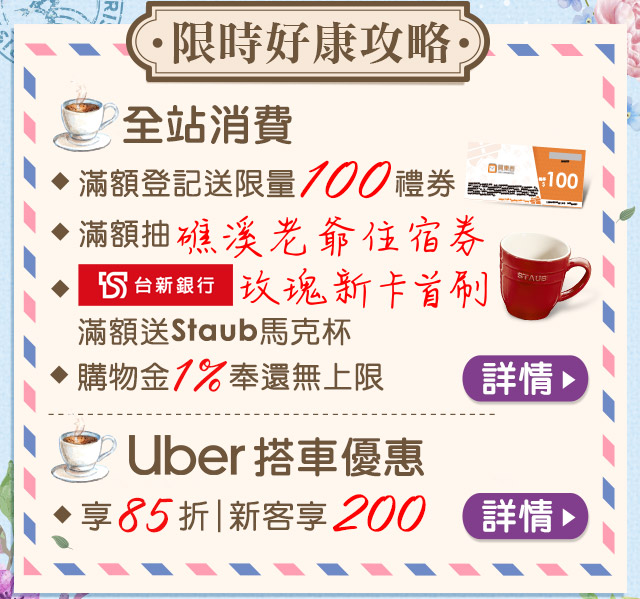 ·限時好康攻略·
全站消費
◆ 滿額登記送限量100禮券
$100
◆ 滿額抽礁溪老爺住宿券
STAUB
◆ 台新銀行 玫瑰新卡首刷
滿額送Staub馬克杯
◆ 購物金1%奉還無上限
詳情▶
Uber 搭車優惠
◆ 享85折|新客享200
詳情▶